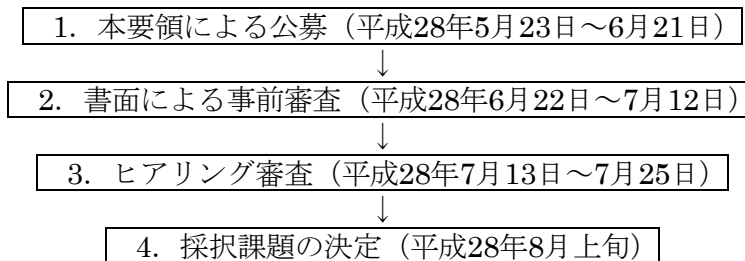 1. 本要領による公募（平成28年5月23日～6月21日）
↓
2. 書面による事前審査（平成28年6月22日～7月12日）
↓
3. ヒアリング審査（平成28年7月13日～7月25日）
↓
4. 採択課題の決定（平成28年8月上旬）